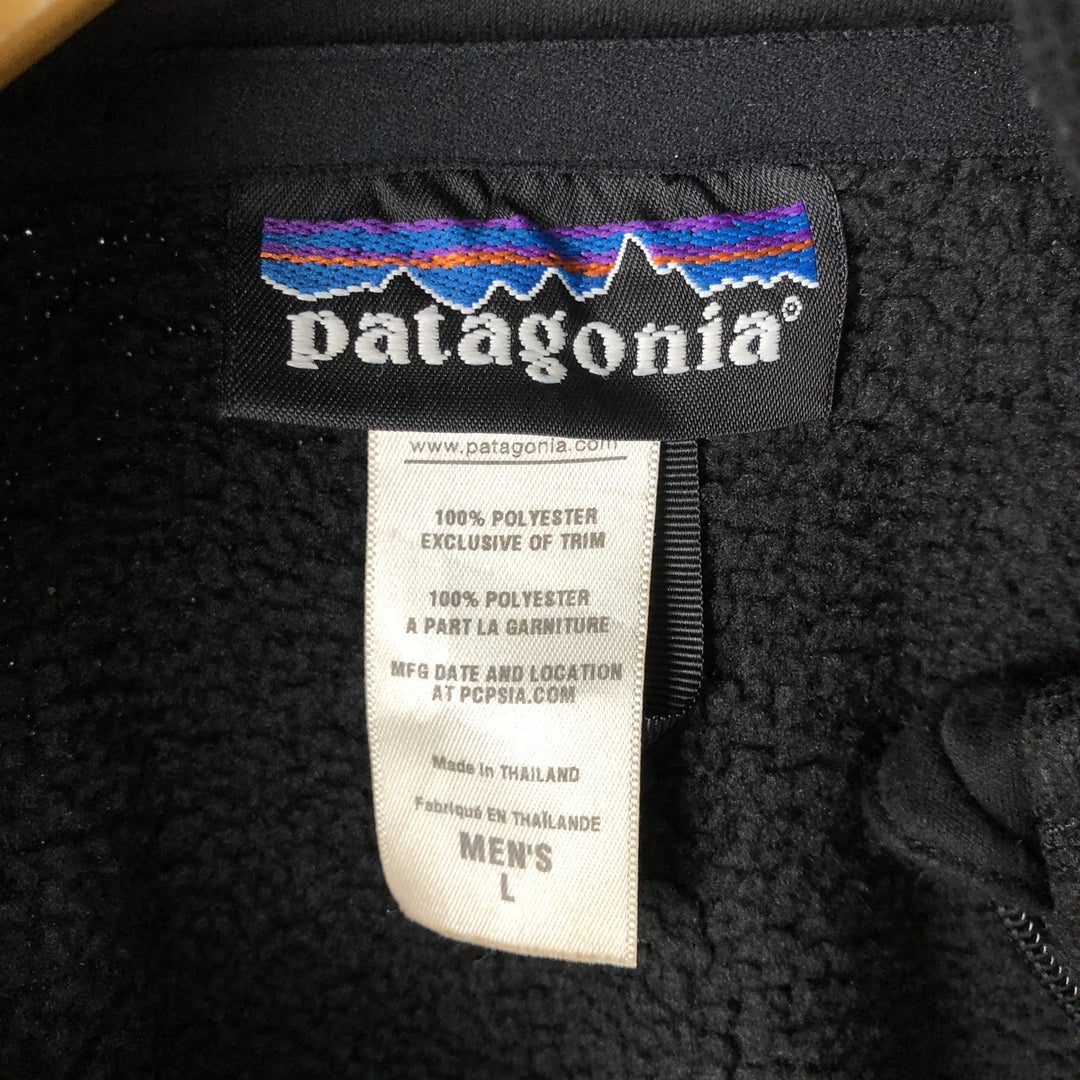 patagonia®
www.patagonia.com
100% POLYESTER
EXCLUSIVE OF TRIM
100% POLYESTER
A PART LA GARNITURE
MFG DATE AND LOCATION
AT PCPSIA.COM
Made in THAILAND
Fabriqué EN THAÏLANDE
MEN'S
L